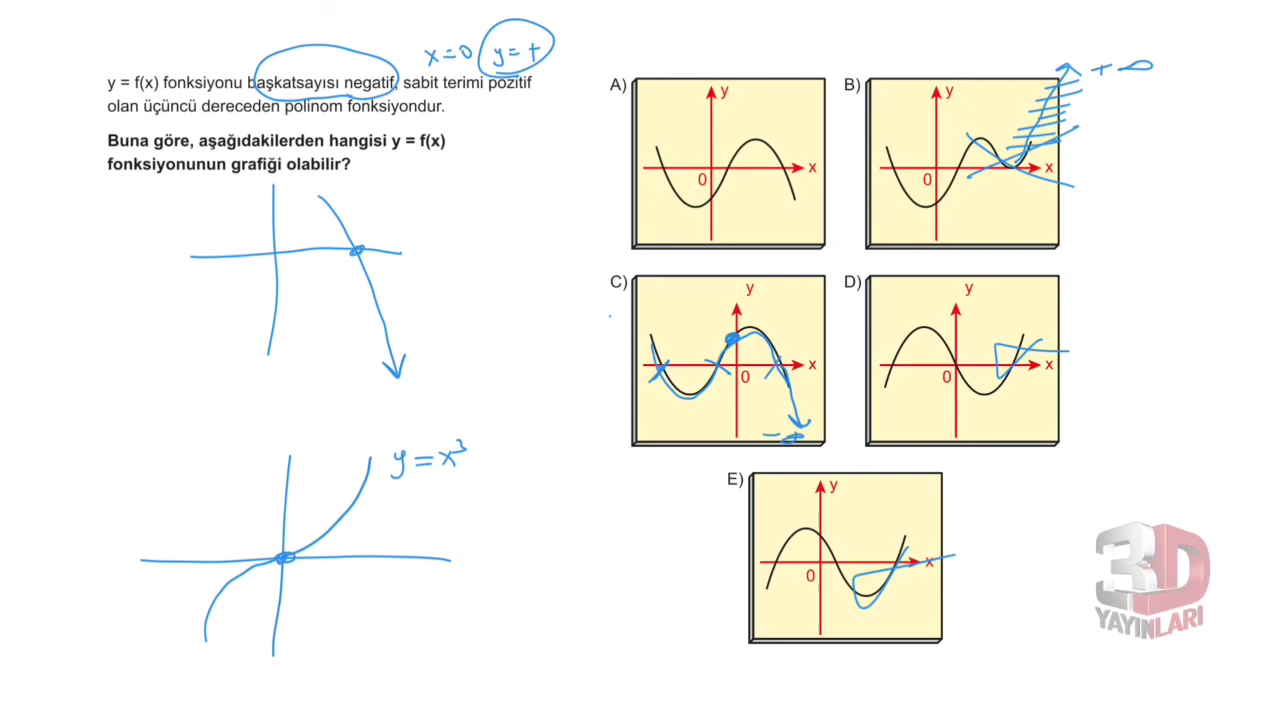 x=0 y=+
y = f(x) fonksiyonu başkatsayısı negatif, sabit terimi pozitif
olan üçüncü dereceden polinom fonksiyondur.
Buna göre, aşağıdakilerden hangisi y = f(x)
fonksiyonunun grafiği olabilir?
y=x³
A)
y
x
0
B)
y
x
0
+∞
C)
y
x
0
-∞
D)
y
x
0
E)
y
x
0
3D
YAYINLARI